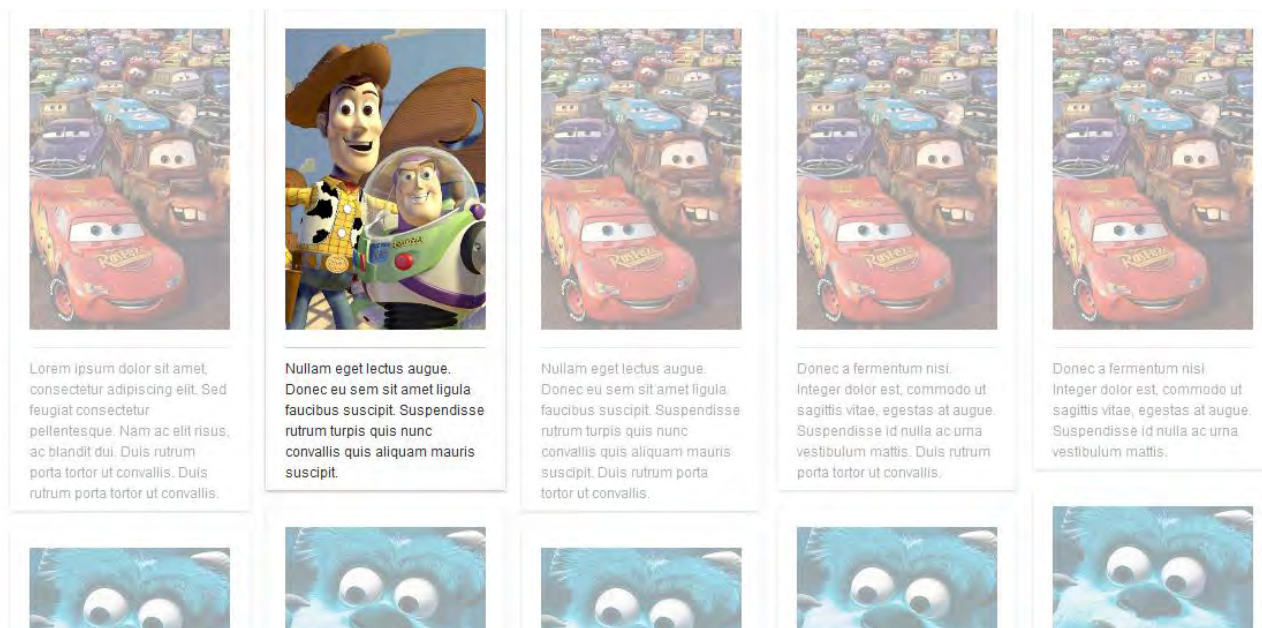 Lorem ipsum dolor sit amet,
consectetur adipiscing elit. Sed
feugiat consectetur
pellentesque. Nam ac elit risus,
ac blandit dui. Duis rutrum
porta tortor ut convallis. Duis
rutrum porta tortor ut convallis.
Nullam eget lectus augue.
Donec eu sem sit amet ligula
faucibus suscipit. Suspendisse
rutrum turpis quis nunc
convallis quis aliquam mauris
suscipit.
Nullam eget lectus augue.
Donec eu sem sit amet ligula
faucibus suscipit. Suspendisse
rutrum turpis quis nunc
convallis quis aliquam mauris
suscipit. Duis rutrum porta
tortor ut convallis.
Donec a fermentum nisi.
Integer dolor est, commodo ut
sagittis vitae, egestas at augue.
Suspendisse id nulla ac urna
vestibulum mattis. Duis rutrum
porta tortor ut convallis.
Donec a fermentum nisi.
Integer dolor est, commodo ut
sagittis vitae, egestas at augue.
Suspendisse id nulla ac urna
vestibulum mattis.